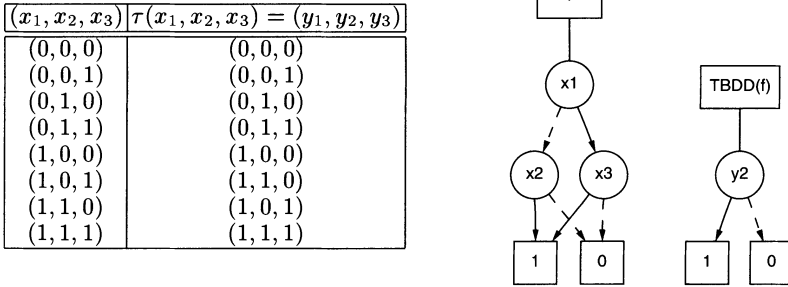 (x₁, x₂, x₃) τ(x₁, x₂, x₃) = (y₁, y₂, y₃)
(0, 0, 0) (0, 0, 0)
(0, 0, 1) (0, 0, 1)
(0, 1, 0) (0, 1, 0)
(0, 1, 1) (0, 1, 1)
(1, 0, 0) (1, 0, 0)
(1, 0, 1) (1, 1, 0)
(1, 1, 0) (1, 0, 1)
(1, 1, 1) (1, 1, 1)
x1
x2 x3
1 0
TBDD(f)
y2
1 0